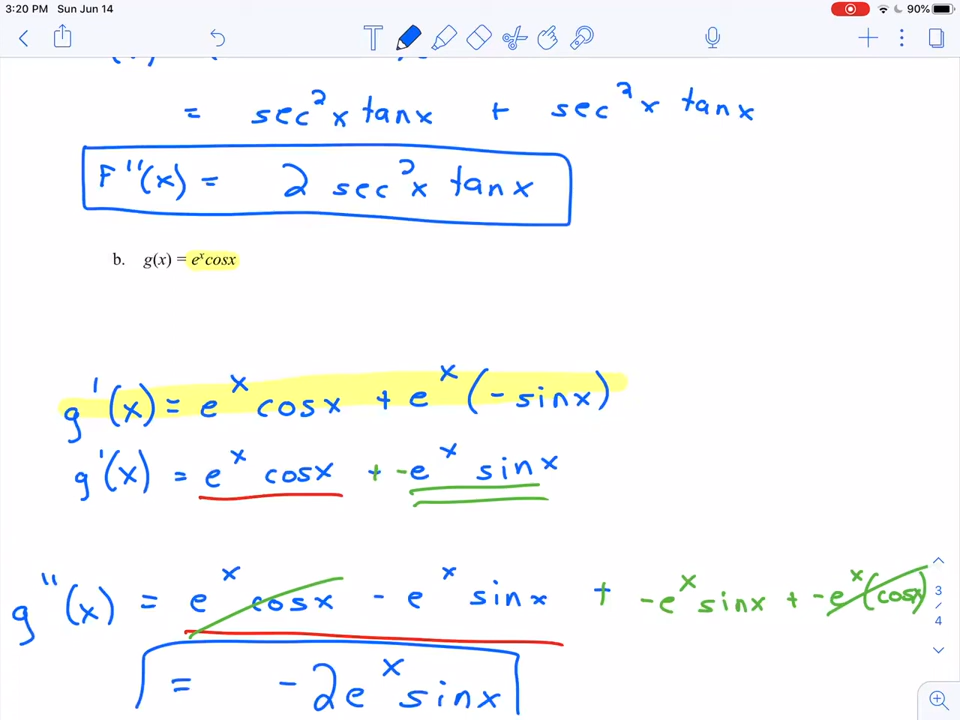 3:20 PM Sun Jun 14 90%
= sec²x tanx + sec²x tanx
F''(x) = 2 sec²x tanx
b. g(x) = eˣcosx
g'(x) = eˣ cosx + eˣ (- sinx)
g'(x) = eˣ cosx + -eˣ sinx
g''(x) = eˣ cosx - eˣ sinx + -eˣ sinx + -eˣ (cosx)
3/4
= -2eˣ sinx